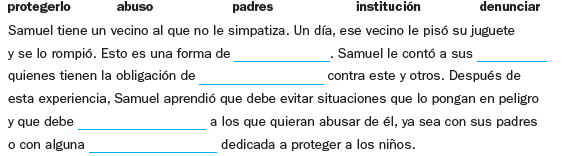 protegerlo abuso padres institución denunciar
Samuel tiene un vecino al que no le simpatiza. Un día, ese vecino le pisó su juguete
y se lo rompió. Esto es una forma de ____________. Samuel le contó a sus _________
quienes tienen la obligación de ________________ contra este y otros. Después de
esta experiencia, Samuel aprendió que debe evitar situaciones que lo pongan en peligro
y que debe ________________ a los que quieran abusar de él, ya sea con sus padres
o con alguna ________________ dedicada a proteger a los niños.